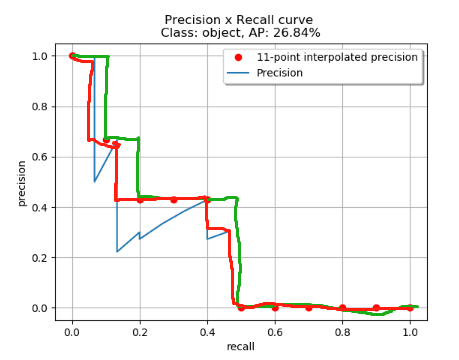 Precision x Recall curve
Class: object, AP: 26.84%
11-point interpolated precision
Precision
1.0
0.8
0.6
0.4
0.2
0.0
precision
0.0 0.2 0.4 0.6 0.8 1.0
recall